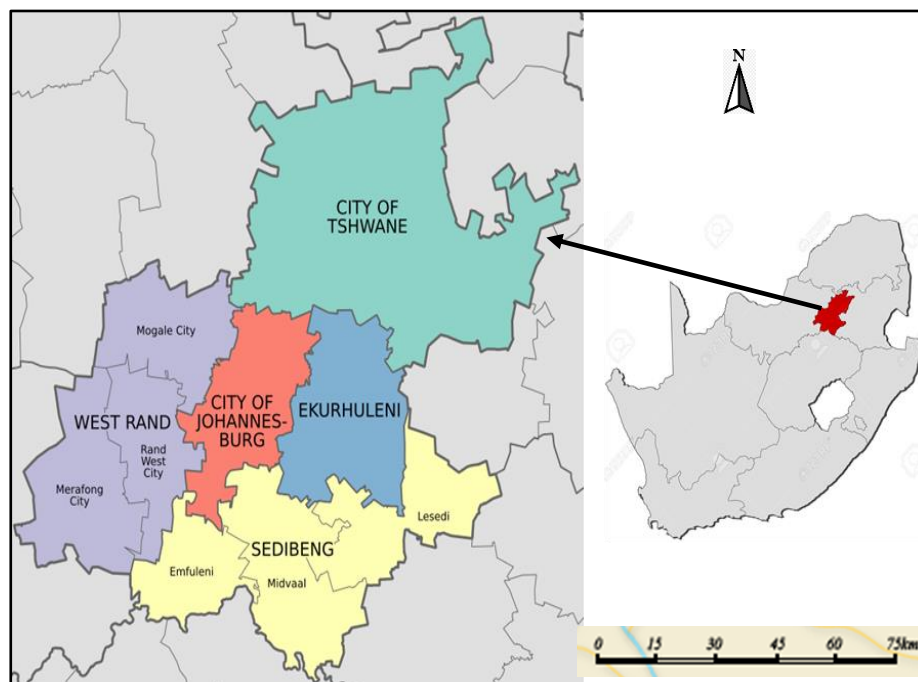 N
CITY OF
TSHWANE
Mogale City
CITY OF
JOHANNES-
BURG
EKURHULENI
WEST RAND
Rand
West
City
Merafong
City
Lesedi
SEDIBENG
Emfuleni
Midvaal
0 15 30 45 60 75km